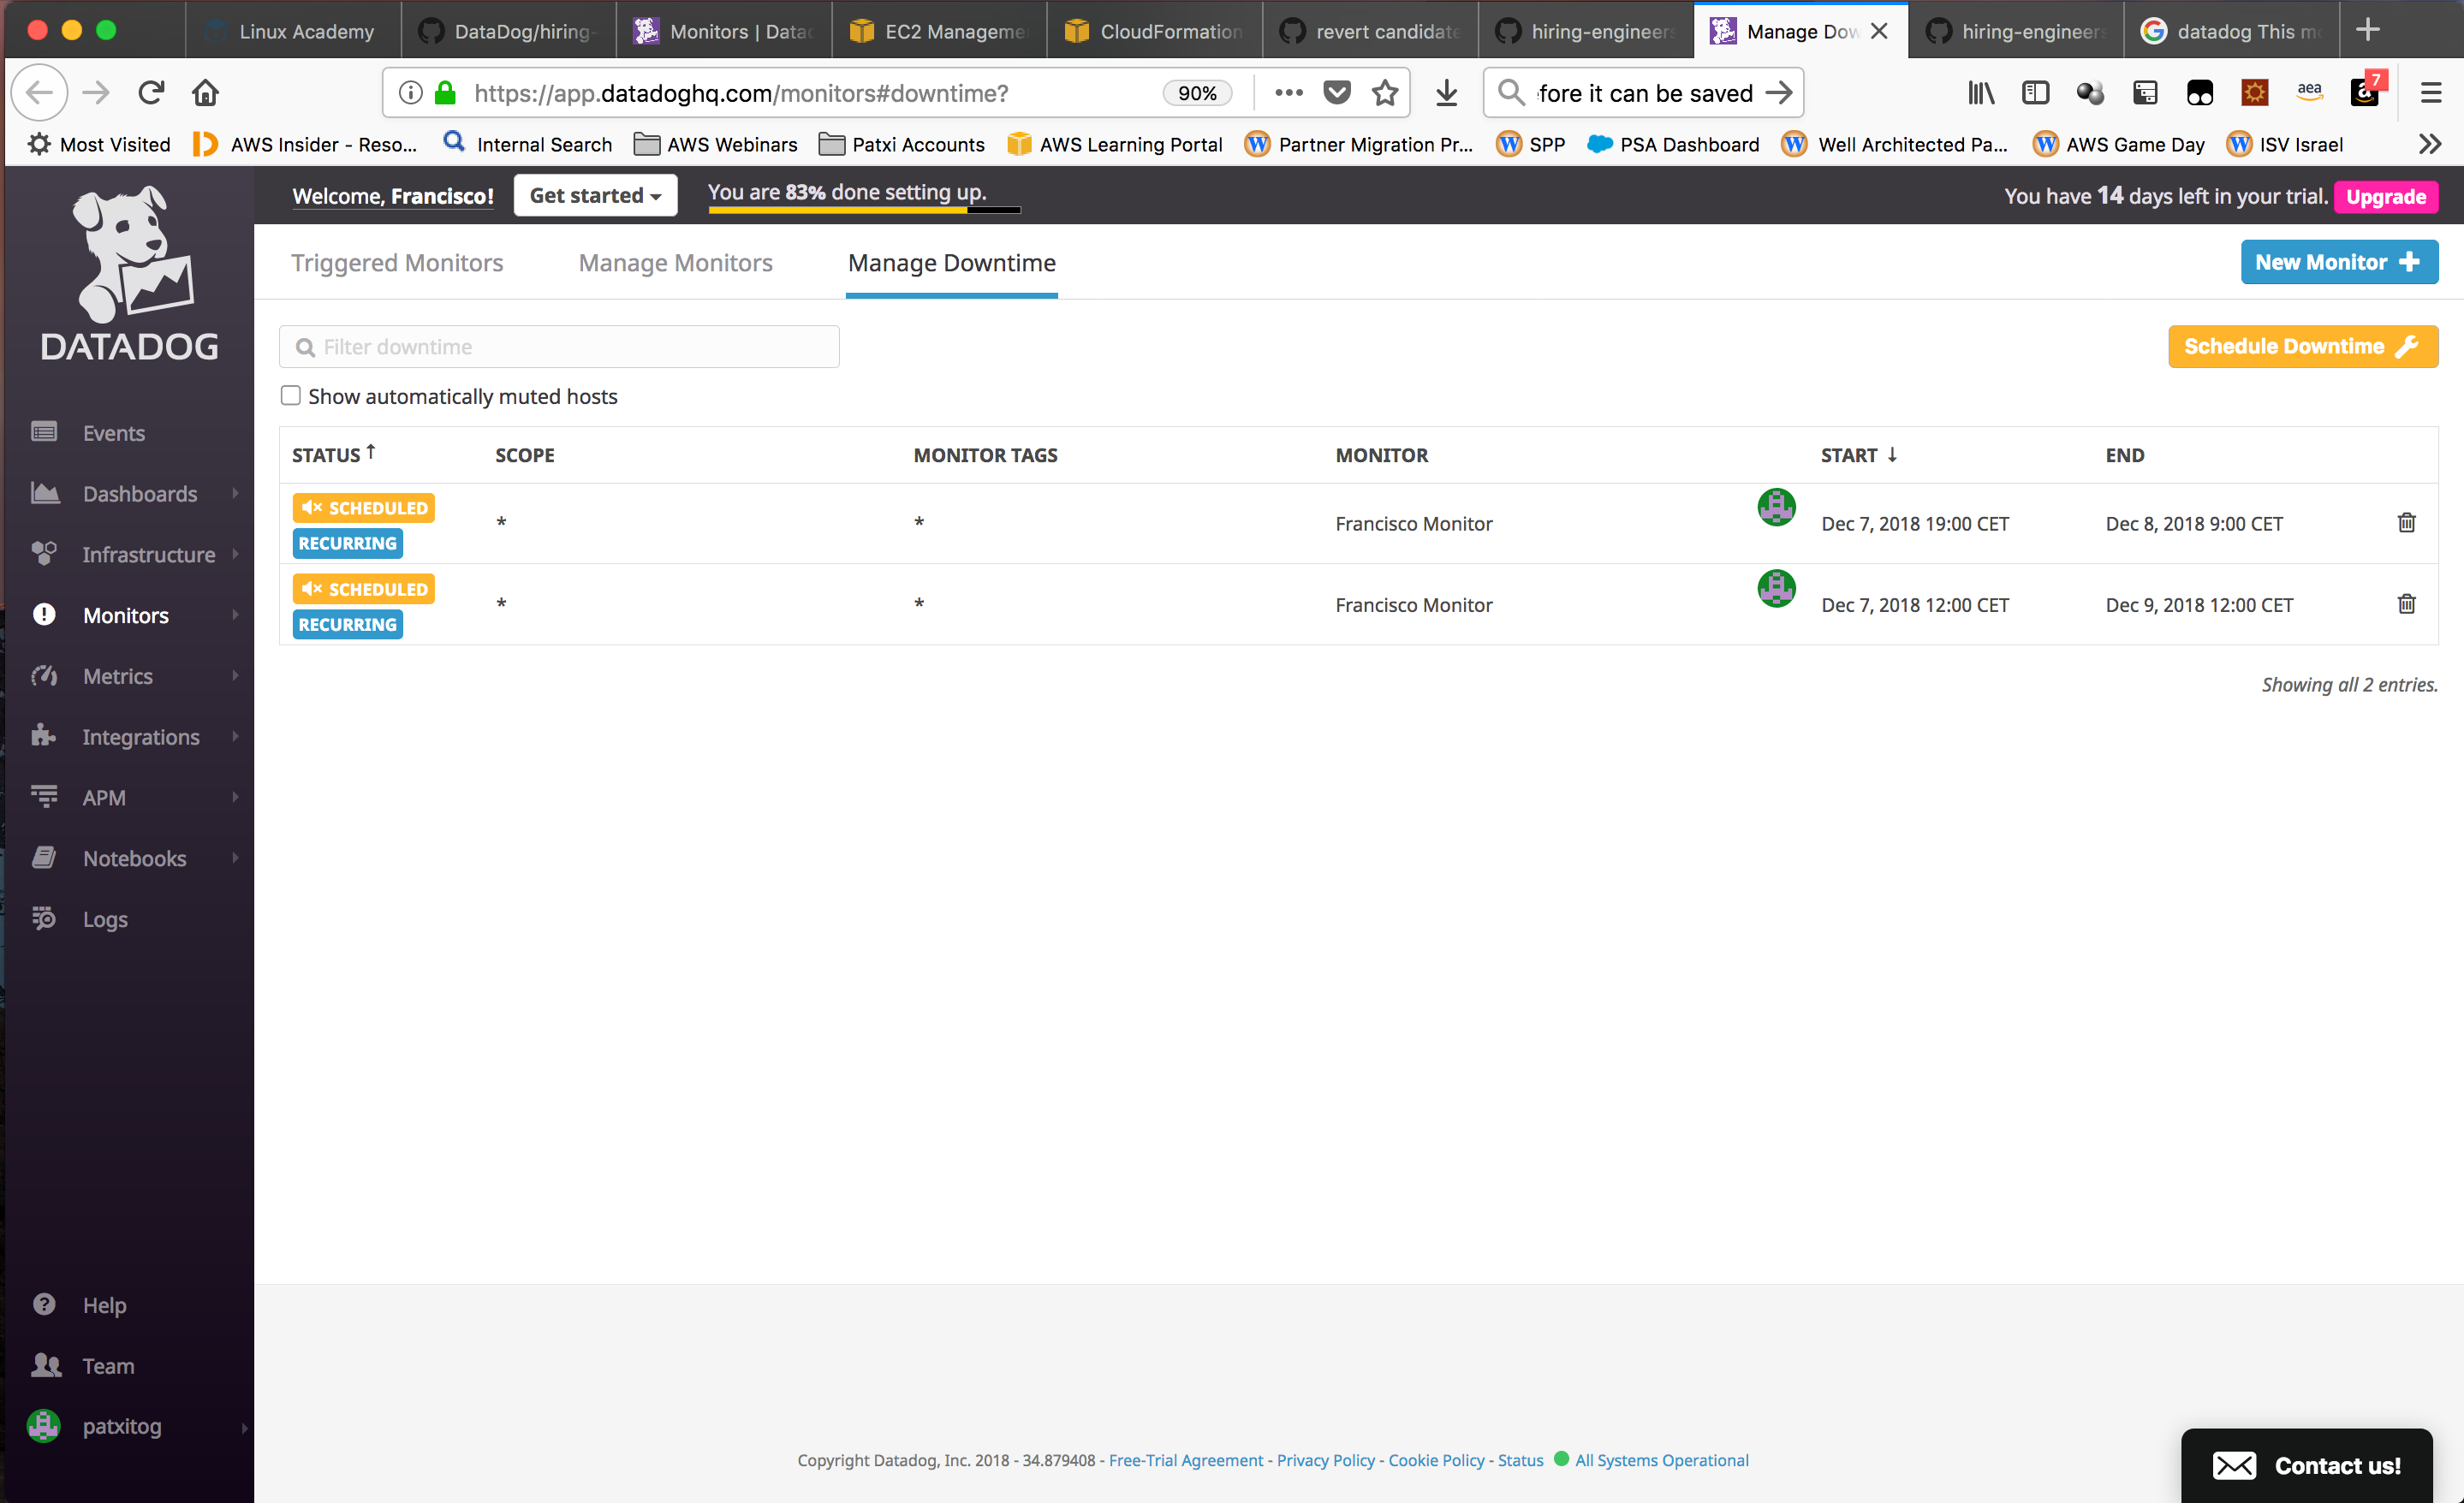 Linux Academy
DataDog/hiring-
Monitors | Datad
EC2 Manageme
CloudFormation
revert candidate
hiring-engineers
Manage Dow
hiring-engineers
datadog This m
https://app.datadoghq.com/monitors#downtime?
90%
fore it can be saved
aea
7
Most Visited
AWS Insider - Reso...
Internal Search
AWS Webinars
Patxi Accounts
AWS Learning Portal
Partner Migration Pr...
SPP
PSA Dashboard
Well Architected Pa...
AWS Game Day
ISV Israel
DATADOG
Welcome, Francisco!
Get started
You are 83% done setting up.
You have 14 days left in your trial.
Upgrade
Triggered Monitors
Manage Monitors
Manage Downtime
New Monitor
Filter downtime
Schedule Downtime
Show automatically muted hosts
STATUS SCOPE MONITOR TAGS MONITOR START END
SCHEDULED
RECURRING
* * Francisco Monitor Dec 7, 2018 19:00 CET Dec 8, 2018 9:00 CET
SCHEDULED
RECURRING
* * Francisco Monitor Dec 7, 2018 12:00 CET Dec 9, 2018 12:00 CET
Showing all 2 entries.
Events
Dashboards
Infrastructure
Monitors
Metrics
Integrations
APM
Notebooks
Logs
Help
Team
patxitog
Copyright Datadog, Inc. 2018 - 34.879408 - Free-Trial Agreement - Privacy Policy - Cookie Policy - Status All Systems Operational
Contact us!